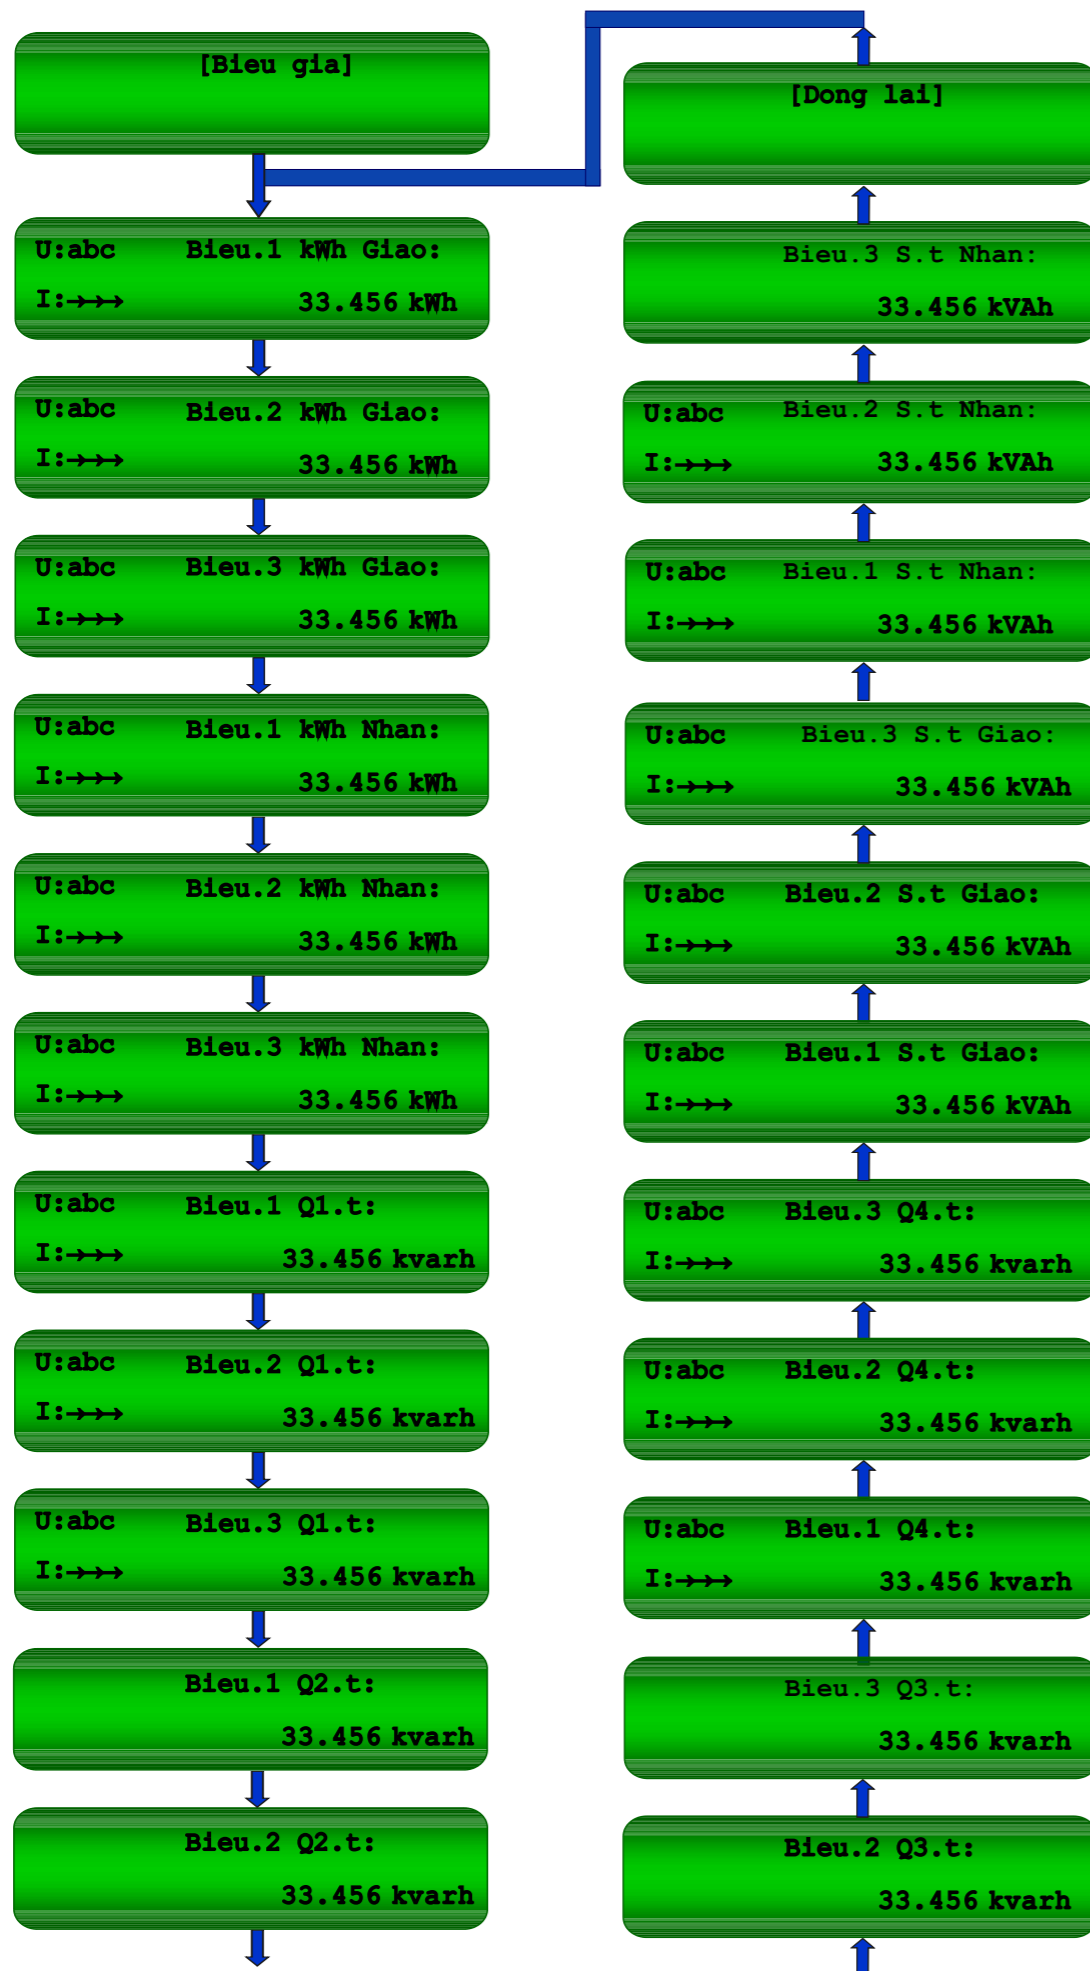 [Bieu gia]
U:abc Bieu.1 kWh Giao:
I:→→→ 33.456 kWh
U:abc Bieu.2 kWh Giao:
I:→→→ 33.456 kWh
U:abc Bieu.3 kWh Giao:
I:→→→ 33.456 kWh
U:abc Bieu.1 kWh Nhan:
I:→→→ 33.456 kWh
U:abc Bieu.2 kWh Nhan:
I:→→→ 33.456 kWh
U:abc Bieu.3 kWh Nhan:
I:→→→ 33.456 kWh
U:abc Bieu.1 Q1.t:
I:→→→ 33.456 kvarh
U:abc Bieu.2 Q1.t:
I:→→→ 33.456 kvarh
U:abc Bieu.3 Q1.t:
I:→→→ 33.456 kvarh
Bieu.1 Q2.t:
33.456 kvarh
Bieu.2 Q2.t:
33.456 kvarh
[Dong lai]
Bieu.3 S.t Nhan:
33.456 kVAh
U:abc Bieu.2 S.t Nhan:
I:→→→ 33.456 kVAh
U:abc Bieu.1 S.t Nhan:
I:→→→ 33.456 kVAh
U:abc Bieu.3 S.t Giao:
I:→→→ 33.456 kVAh
U:abc Bieu.2 S.t Giao:
I:→→→ 33.456 kVAh
U:abc Bieu.1 S.t Giao:
I:→→→ 33.456 kVAh
U:abc Bieu.3 Q4.t:
I:→→→ 33.456 kvarh
U:abc Bieu.2 Q4.t:
I:→→→ 33.456 kvarh
U:abc Bieu.1 Q4.t:
I:→→→ 33.456 kvarh
Bieu.3 Q3.t:
33.456 kvarh
Bieu.2 Q3.t:
33.456 kvarh